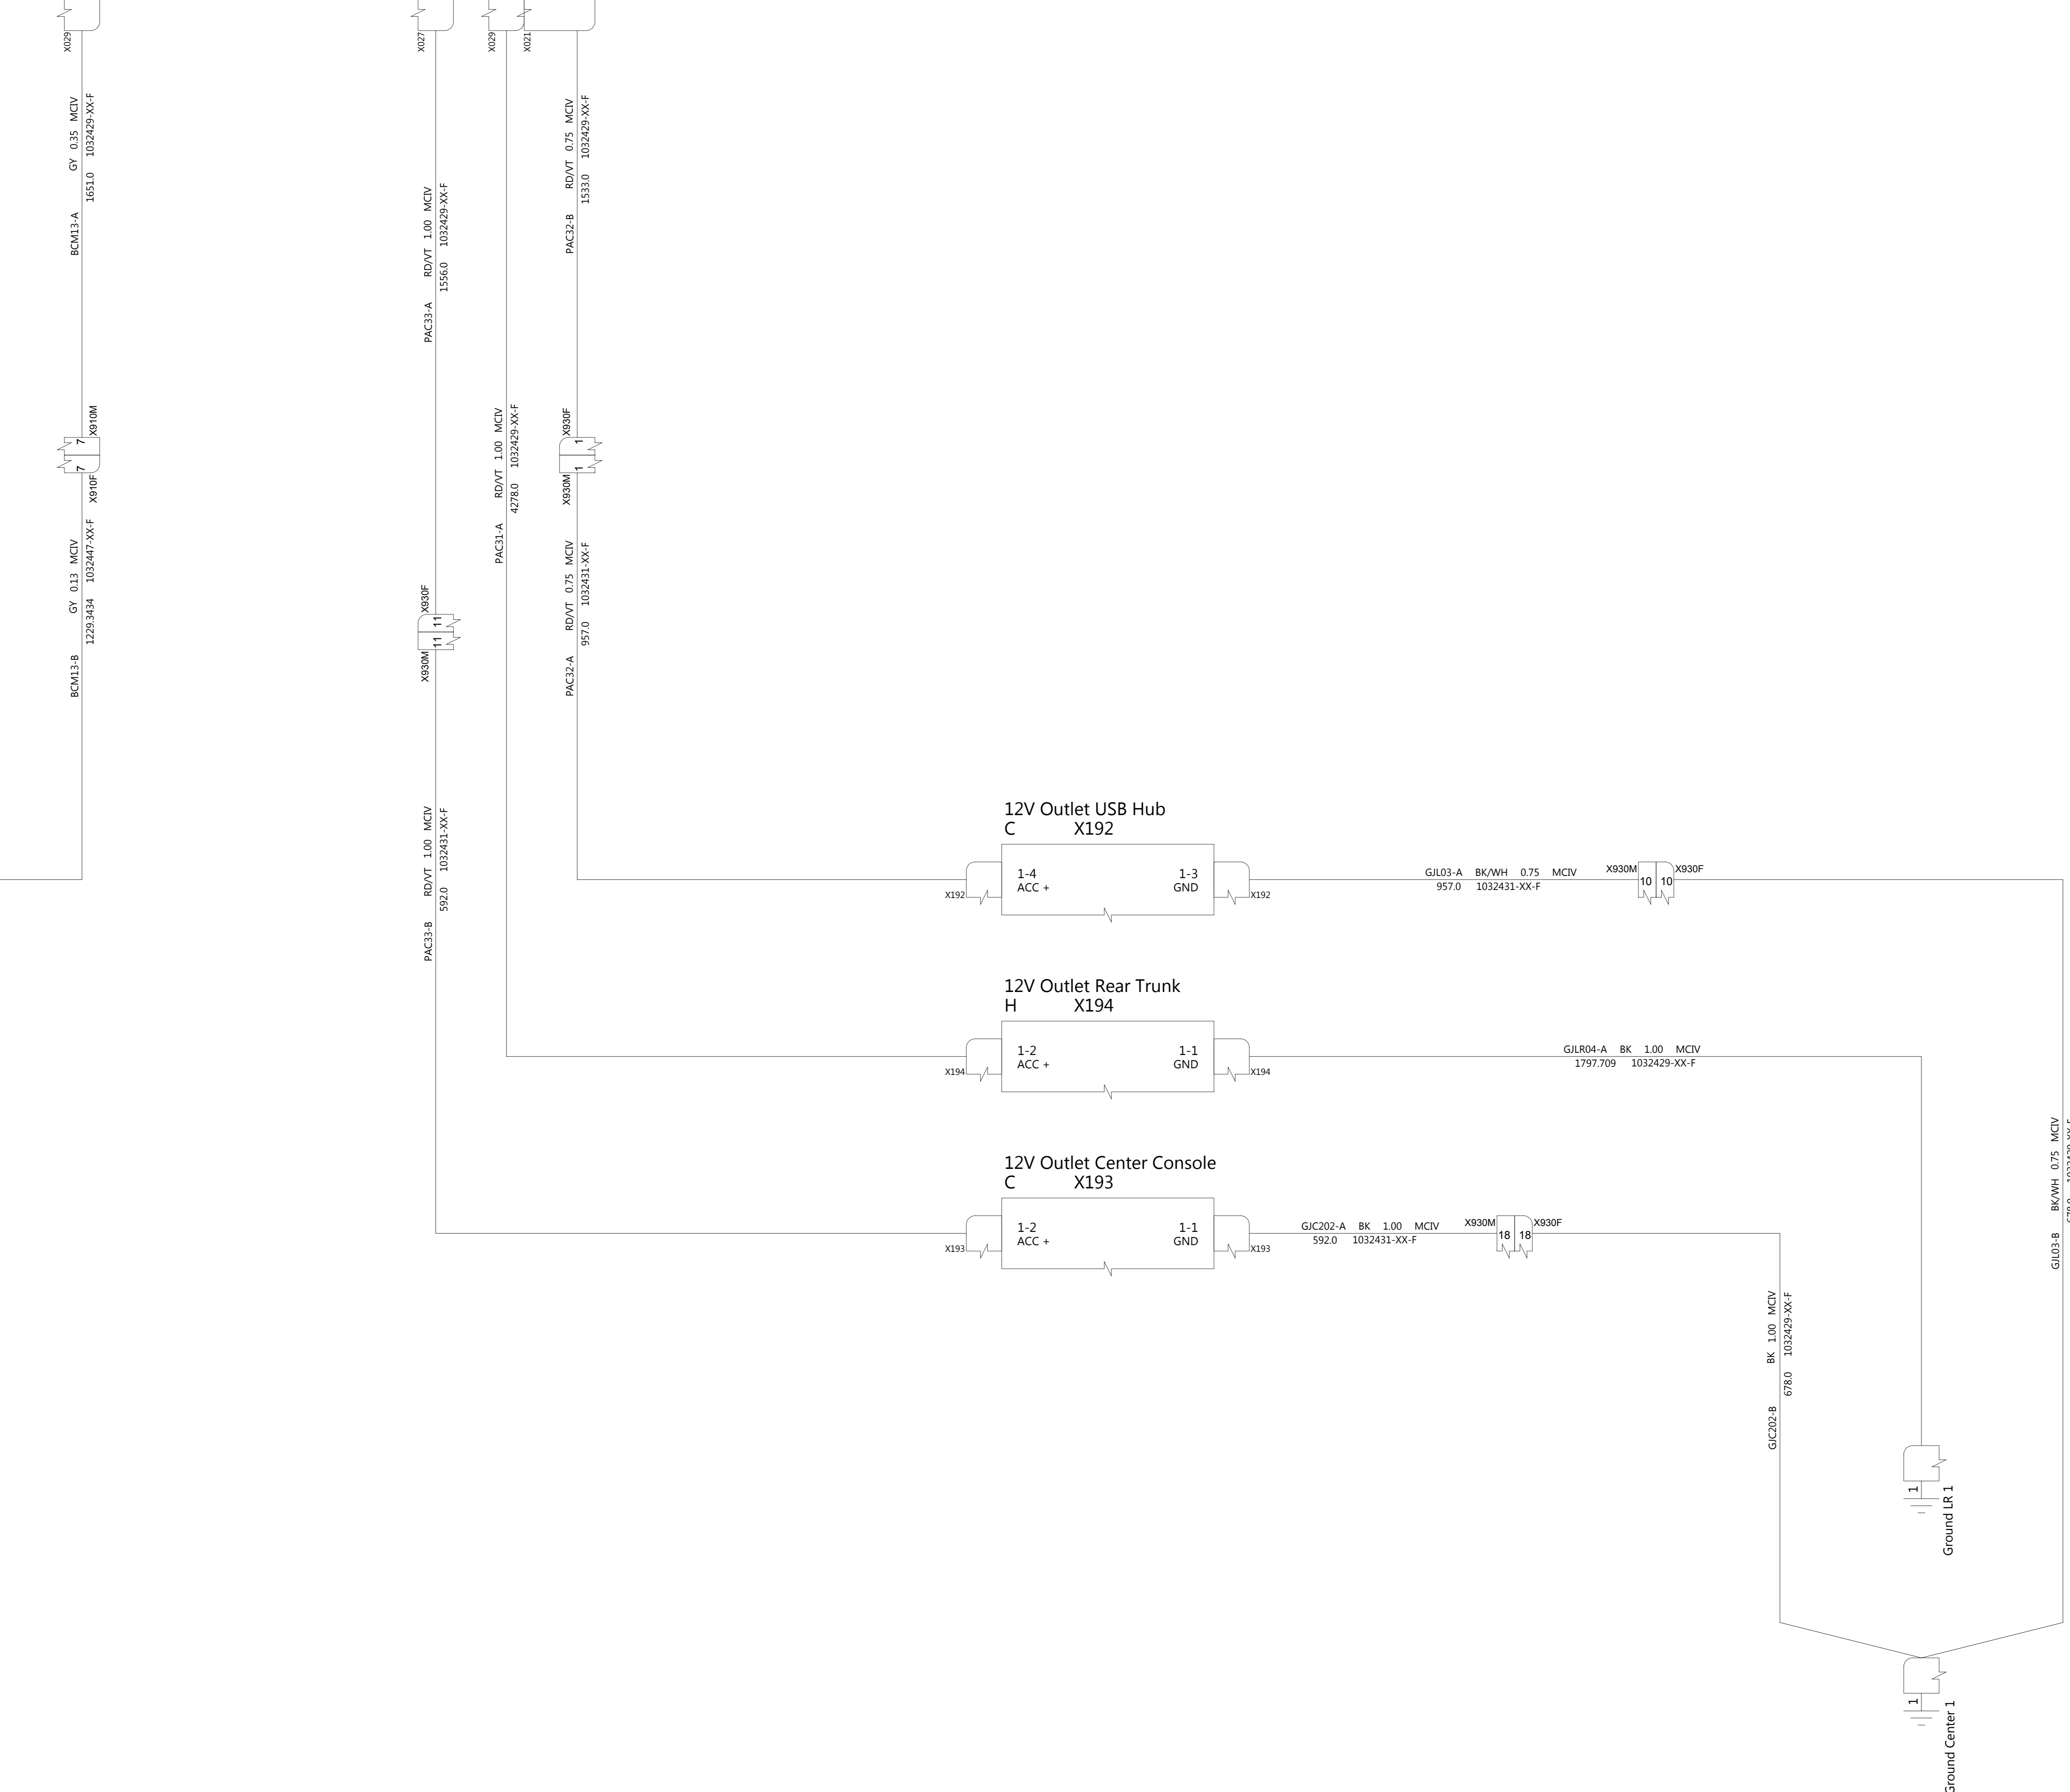 X029
X027
X029
X021
BCM13-A GY 0.35 MCIV
1651.0 1032429-XX-F
X910M
7
7
X910F
BCM13-B GY 0.13 MCIV
1229.3434 1032447-XX-F
PAC33-A RD/VT 1.00 MCIV
1556.0 1032429-XX-F
X930F
11
11
X930M
PAC33-B RD/VT 1.00 MCIV
592.0 1032431-XX-F
PAC31-A RD/VT 1.00 MCIV
4278.0 1032429-XX-F
PAC32-B RD/VT 0.75 MCIV
1533.0 1032429-XX-F
X930F
1
1
X930M
PAC32-A RD/VT 0.75 MCIV
957.0 1032431-XX-F
12V Outlet USB Hub
C X192
1-4 1-3
ACC + GND
X192 X192
GJL03-A BK/WH 0.75 MCIV
957.0 1032431-XX-F
X930M X930F
10 10
12V Outlet Rear Trunk
H X194
1-2 1-1
ACC + GND
X194 X194
GJLR04-A BK 1.00 MCIV
1797.709 1032429-XX-F
12V Outlet Center Console
C X193
1-2 1-1
ACC + GND
X193 X193
GJC202-A BK 1.00 MCIV
592.0 1032431-XX-F
X930M X930F
18 18
GJC202-B BK 1.00 MCIV
678.0 1032429-XX-F
GJL03-B BK/WH 0.75 MCIV
1
Ground LR 1
1
Ground Center 1